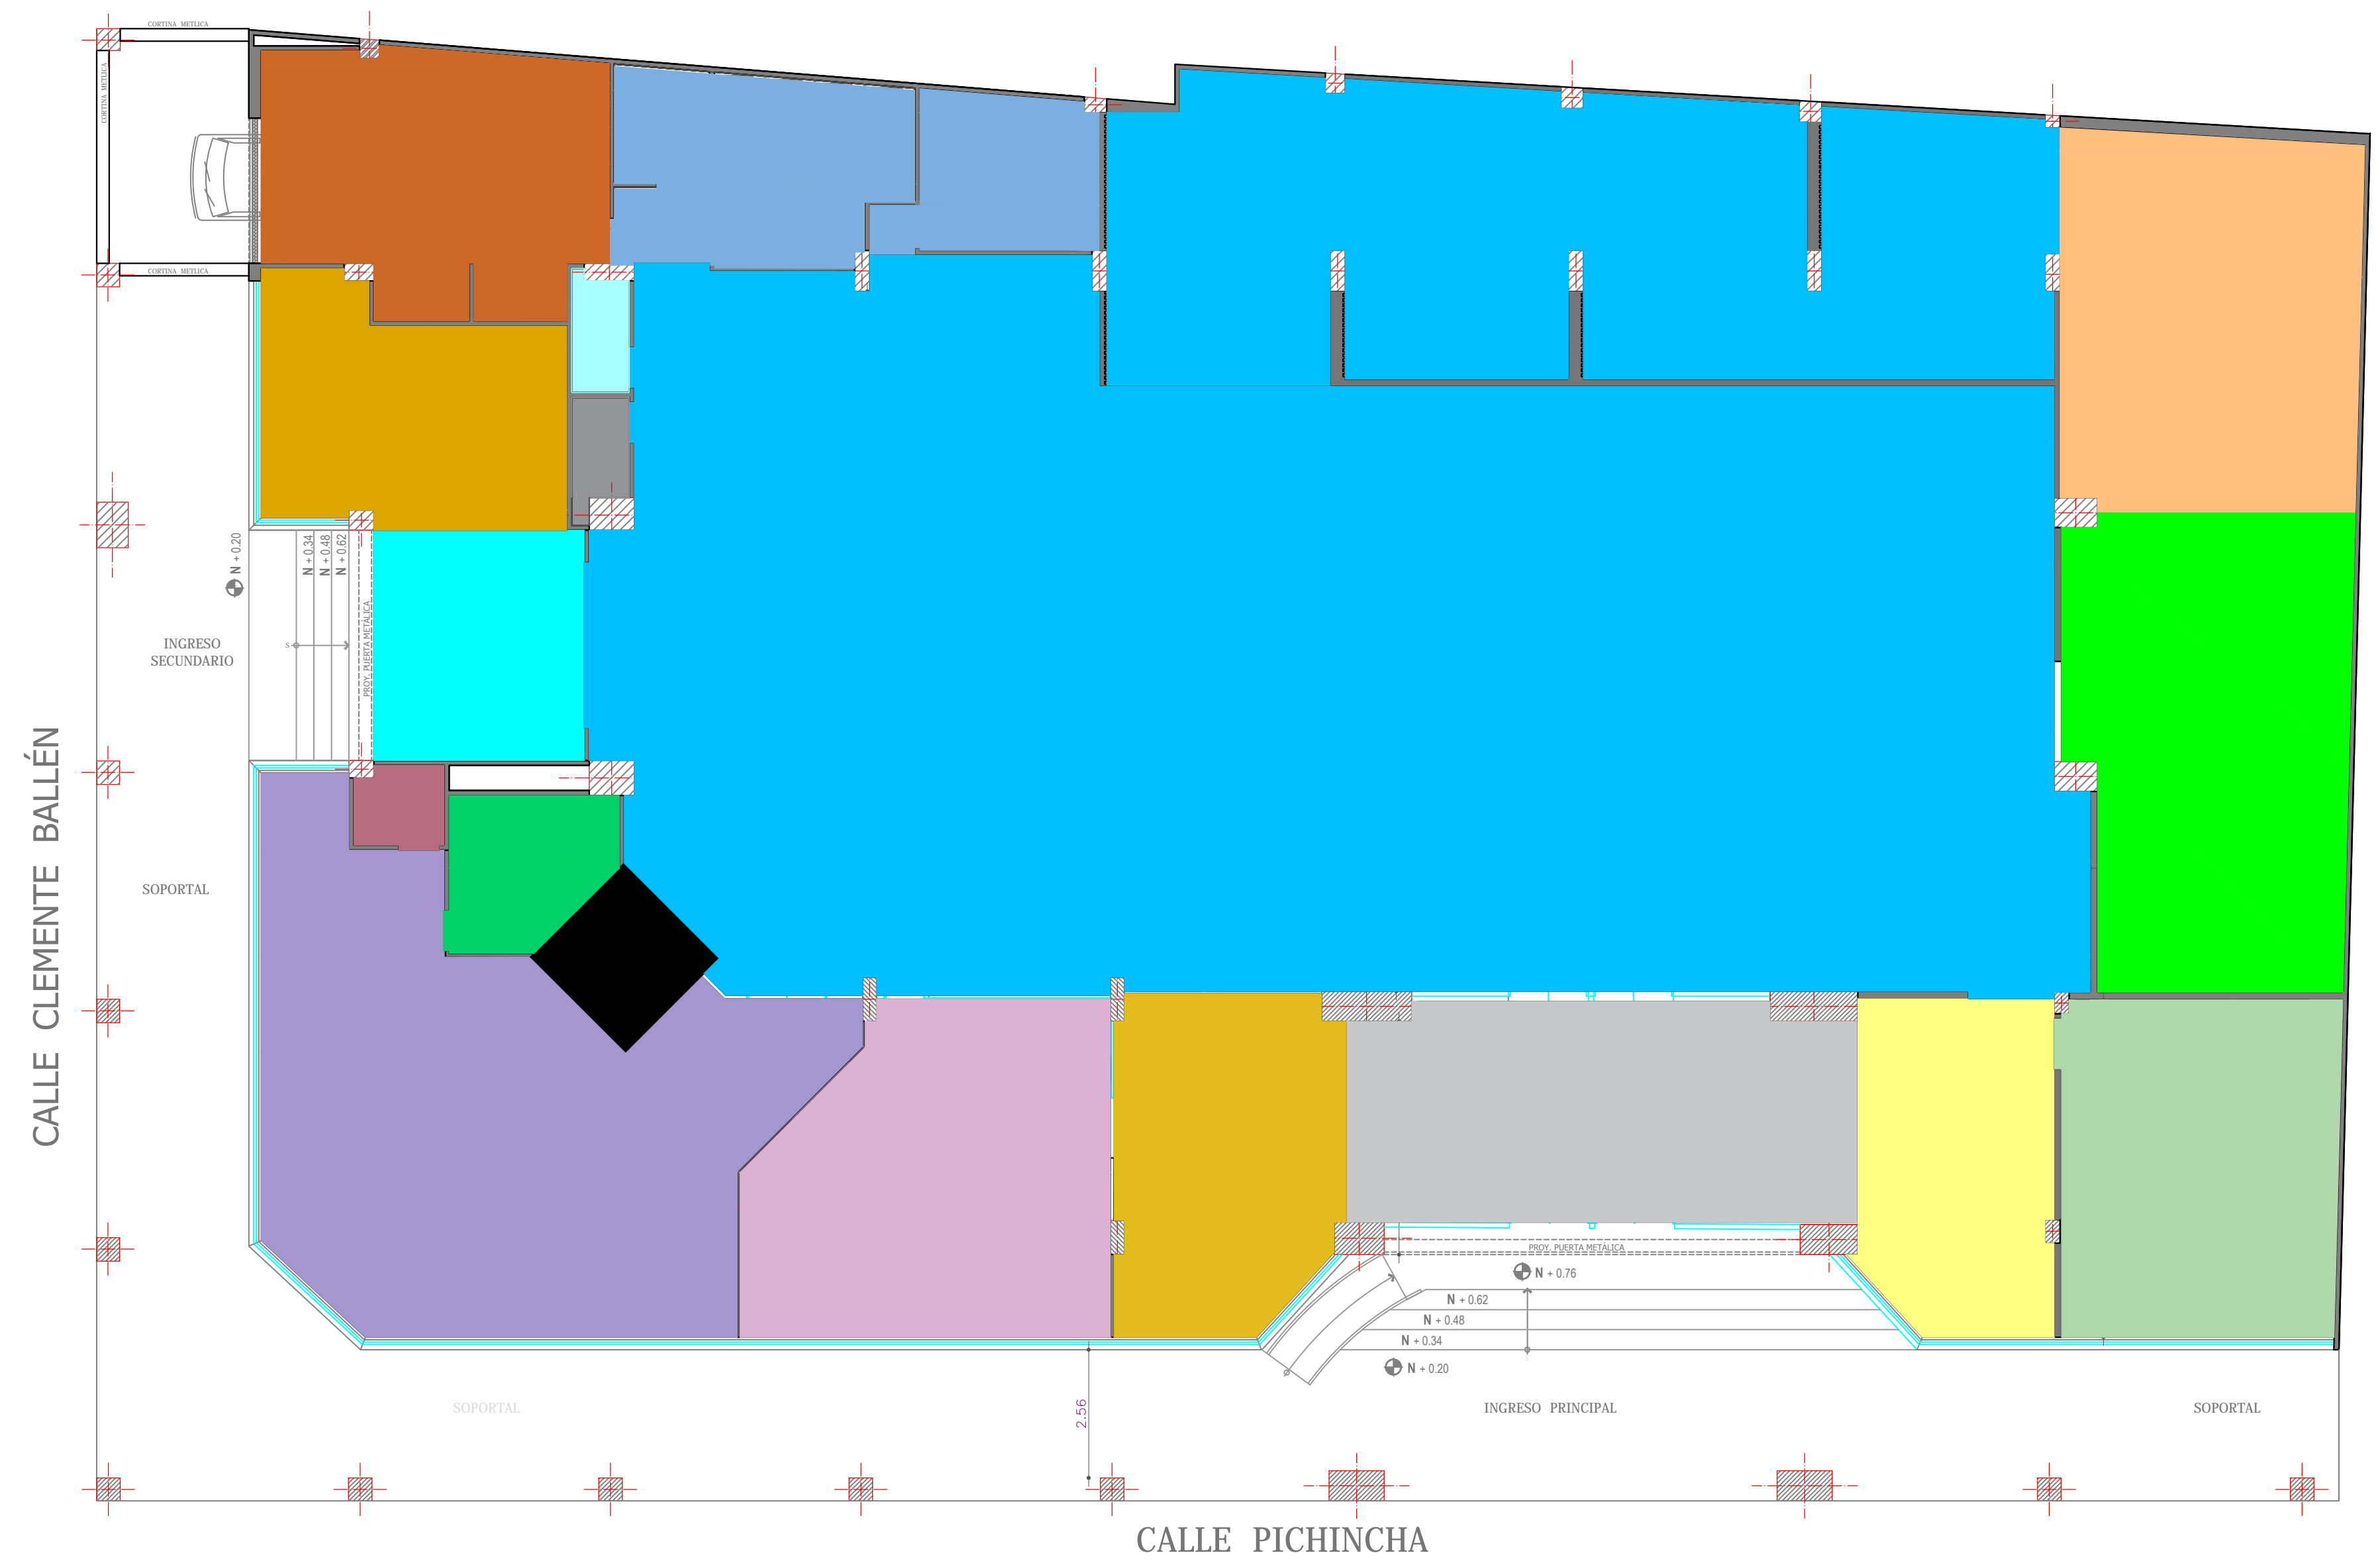 CORTINA METLICA
CORTINA METLICA
CORTINA METLICA
N + 0.20
N + 0.34
N + 0.48
N + 0.62
PROY. PUERTA METÁLICA
S
INGRESO
SECUNDARIO
CALLE CLEMENTE BALLÉN
SOPORTAL
PROY. PUERTA METÁLICA
N + 0.76
N + 0.62
N + 0.48
N + 0.34
N + 0.20
2.56
SOPORTAL
INGRESO PRINCIPAL
SOPORTAL
CALLE PICHINCHA